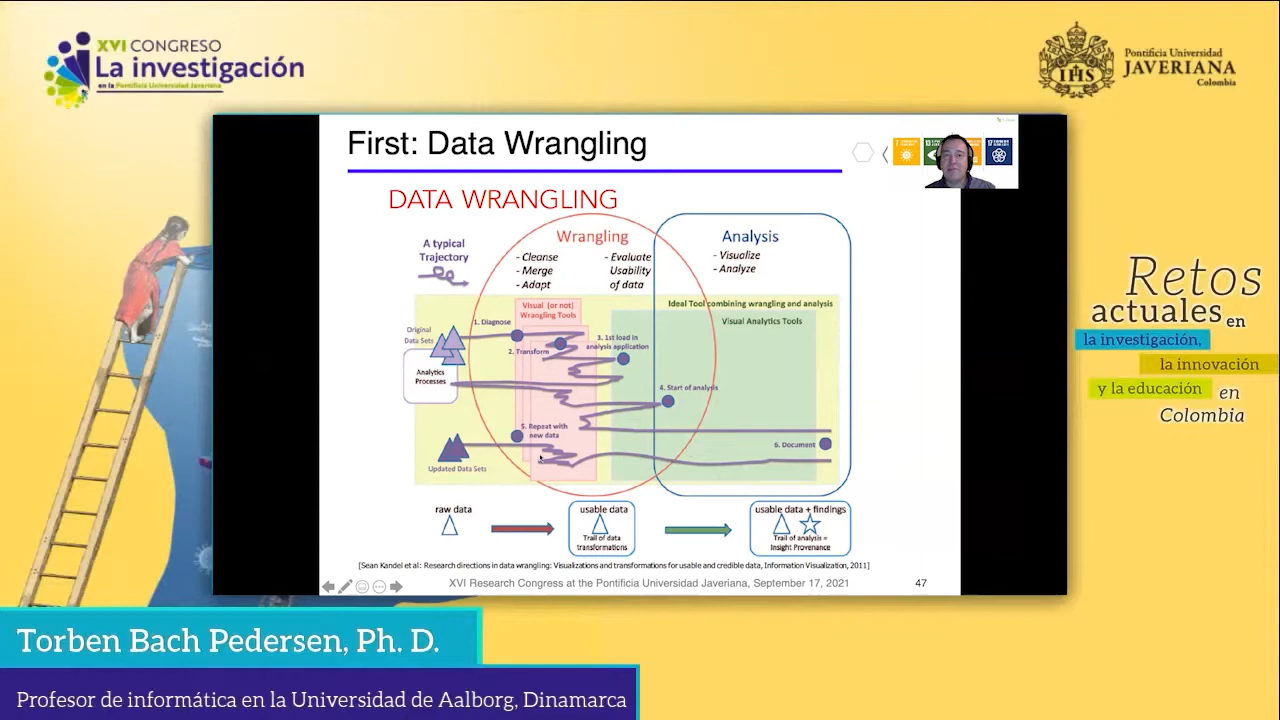 XVI CONGRESO
La investigación
en la Pontificia Universidad Javeriana
Pontificia Universidad
JAVERIANA
Colombia
IHS
First: Data Wrangling
DATA WRANGLING
A typical
Trajectory
Wrangling
- Cleanse
- Merge
- Adapt
- Evaluate
Usability
of data
Analysis
- Visualize
- Analyze
Visual (or not)
Wrangling Tools
Ideal Tool combining wrangling and analysis
Visual Analytics Tools
Original
Data Sets
1. Diagnose
2. Transform
3. 1st load in
analysis application
Analytics
Processes
4. Start of analysis
5. Repeat with
new data
6. Document
Updated Data Sets
raw data
usable data
Trail of data
transformations
usable data + findings
Trail of analysis =
Insight Provenance
[Sean Kandel et al: Research directions in data wrangling: Visualizations and transformations for usable and credible data, Information Visualization, 2011]
XVI Research Congress at the Pontificia Universidad Javeriana, September 17, 2021
47
Retos
actuales en
la investigación,
la innovación
y la educación en
Colombia
Torben Bach Pedersen, Ph. D.
Profesor de informática en la Universidad de Aalborg, Dinamarca